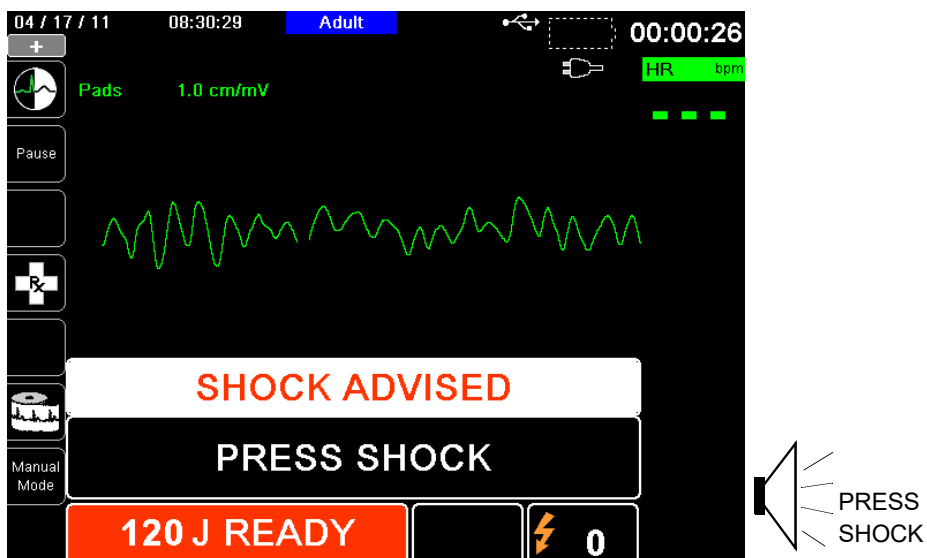 04 / 17 / 11 08:30:29 Adult 00:00:26
+
HR bpm
Pads 1.0 cm/mV
- - -
Pause
Rx
SHOCK ADVISED
PRESS SHOCK
Manual
Mode
120 J READY 0
PRESS
SHOCK